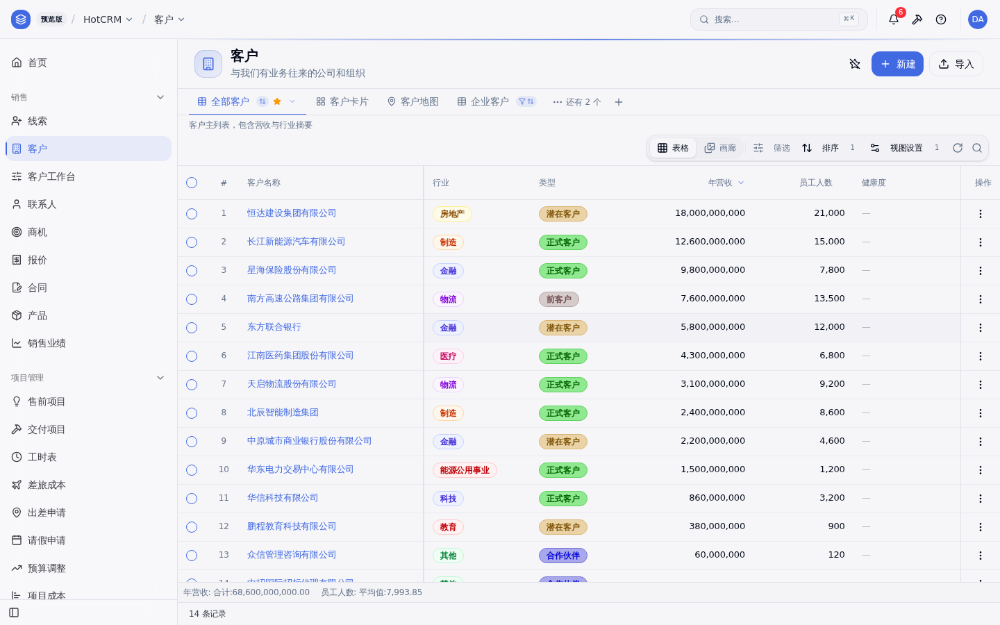 预览版 / HotCRM / 客户
搜索... ⌘K
6
DA
首页
销售
线索
客户
客户工作台
联系人
商机
报价
合同
产品
销售业绩
项目管理
售前项目
交付项目
工时表
差旅成本
出差申请
请假申请
预算调整
项目成本
客户
与我们有业务往来的公司和组织
新建 导入
全部客户 客户卡片 客户地图 企业客户 还有 2 个
客户主列表，包含营收与行业摘要
表格 画廊 筛选 排序 1 视图设置 1
# 客户名称 行业 类型 年营收 员工人数 健康度 操作
1 恒达建设集团有限公司 房地产 潜在客户 18,000,000,000 21,000 —
2 长江新能源汽车有限公司 制造 正式客户 12,600,000,000 15,000 —
3 星海保险股份有限公司 金融 正式客户 9,800,000,000 7,800 —
4 南方高速公路集团有限公司 物流 前客户 7,600,000,000 13,500 —
5 东方联合银行 金融 潜在客户 5,800,000,000 12,000 —
6 江南医药集团股份有限公司 医疗 正式客户 4,300,000,000 6,800 —
7 天启物流股份有限公司 物流 正式客户 3,100,000,000 9,200 —
8 北辰智能制造集团 制造 正式客户 2,400,000,000 8,600 —
9 中原城市商业银行股份有限公司 金融 潜在客户 2,200,000,000 4,600 —
10 华东电力交易中心有限公司 能源公用事业 正式客户 1,500,000,000 1,200 —
11 华信科技有限公司 科技 正式客户 860,000,000 3,200 —
12 鹏程教育科技有限公司 教育 潜在客户 380,000,000 900 —
13 众信管理咨询有限公司 其他 合作伙伴 60,000,000 120 —
年营收: 合计:68,600,000,000.00 员工人数: 平均值:7,993.85
14 条记录